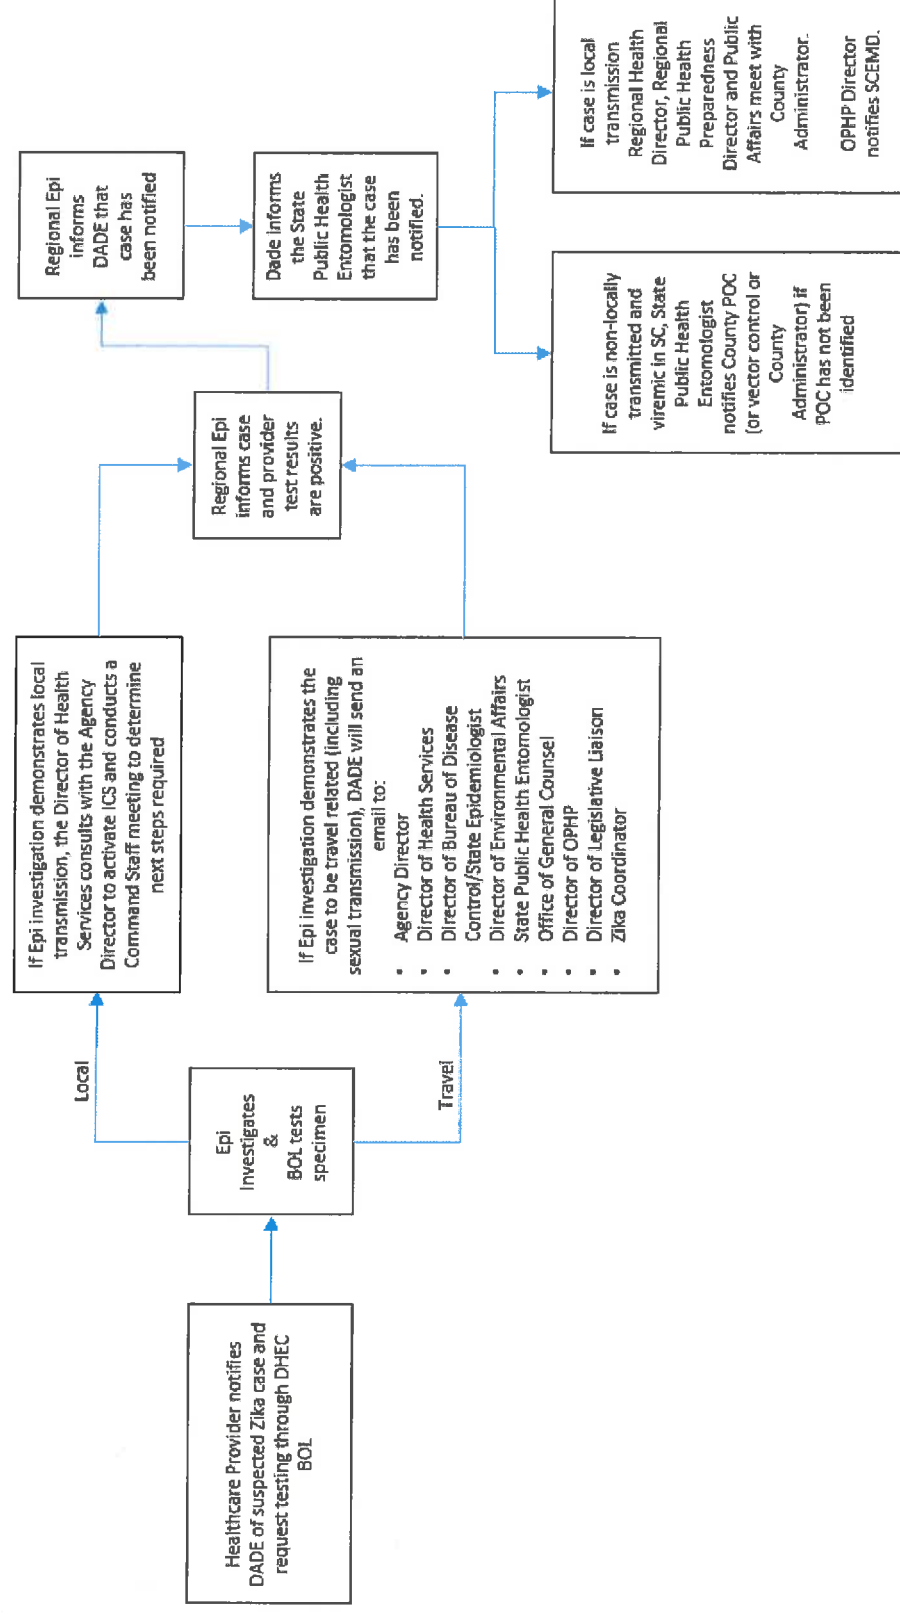 Healthcare Provider notifies
DADE of suspected Zika case and
request testing through DHEC
BOL
Epi
Investigates
&
BOL tests
specimen
Local
Travel
If Epi investigation demonstrates local
transmission, the Director of Health
Services consults with the Agency
Director to activate ICS and conducts a
Command Staff meeting to determine
next steps required
If Epi investigation demonstrates the
case to be travel related (including
sexual transmission), DADE will send an
email to:
• Agency Director
• Director of Health Services
• Director of Bureau of Disease
Control/State Epidemiologist
• Director of Environmental Affairs
• State Public Health Entomologist
• Office of General Counsel
• Director of OPHP
• Director of Legislative Liaison
• Zika Coordinator
Regional Epi
informs case
and provider
test results
are positive.
Regional Epi
informs
DADE that
case has
been notified
Dade informs
the State
Public Health
Entomologist
that the case
has been
notified.
If case is non-locally
transmitted and
viremic in SC, State
Public Health
Entomologist
notifies County POC
(or vector control or
County
Administrator) if
POC has not been
identified
If case is local
transmission
Regional Health
Director, Regional
Public Health
Preparedness
Director and Public
Affairs meet with
County
Administrator.
OPHP Director
notifies SCEMD.